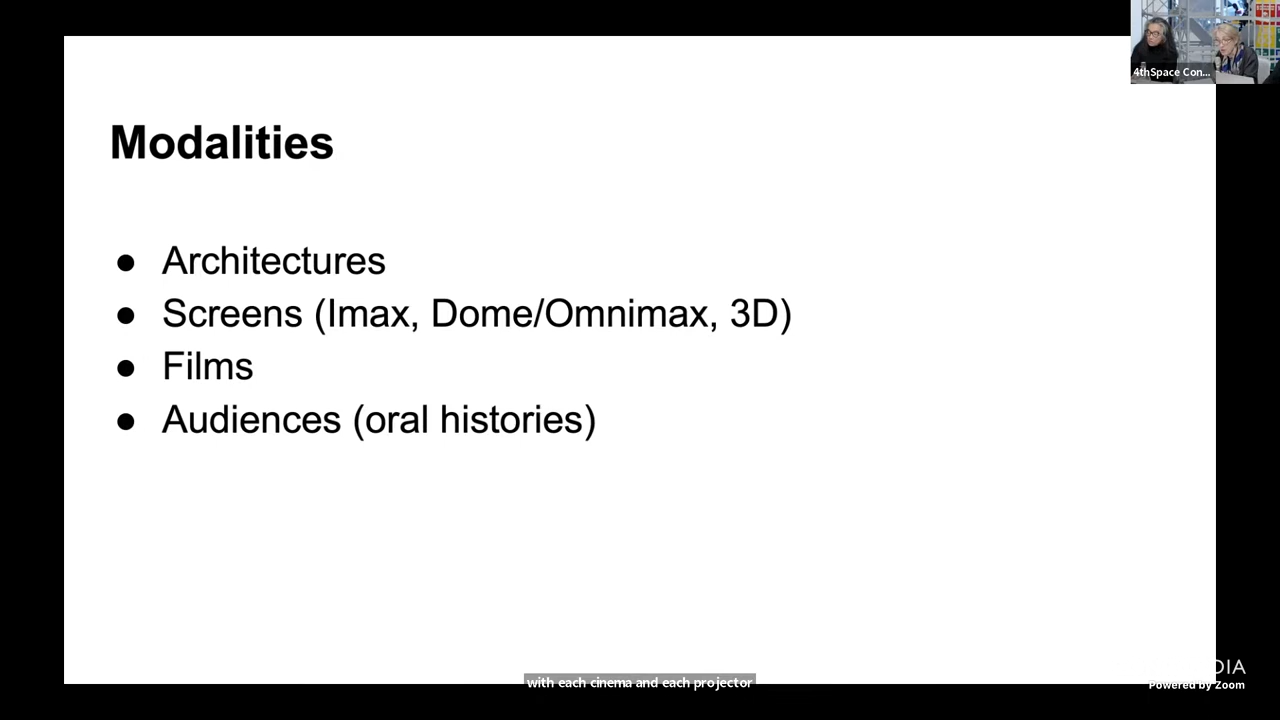 4thSpace Con...
Modalities
● Architectures
● Screens (Imax, Dome/Omnimax, 3D)
● Films
● Audiences (oral histories)
with each cinema and each projector
DIA
Powered by Zoom